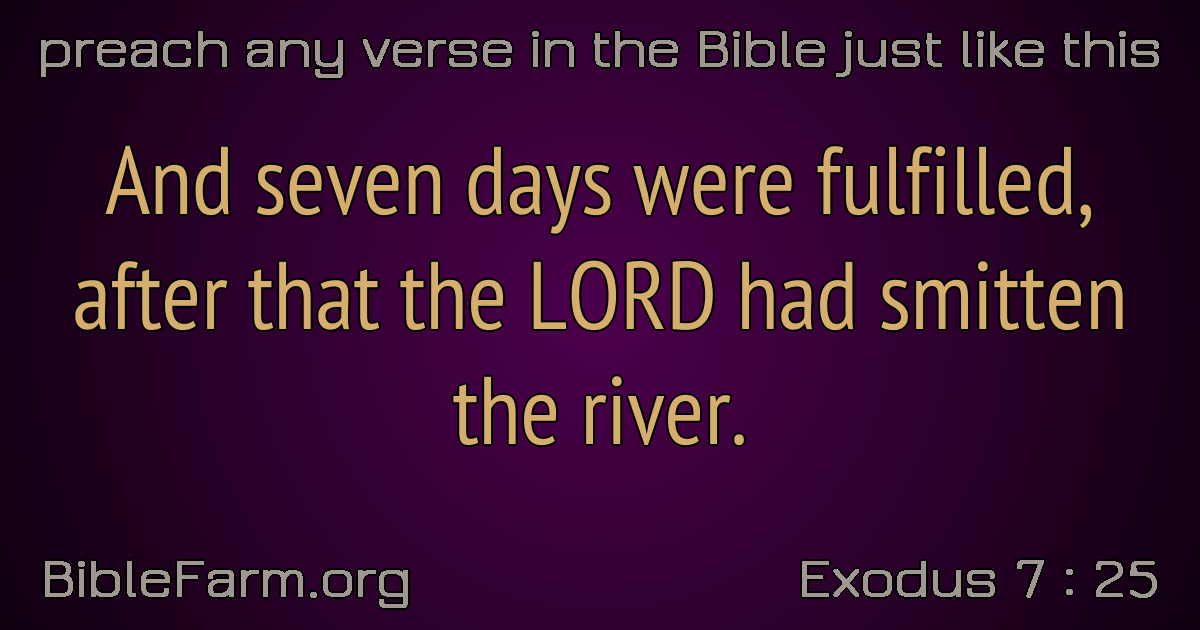 preach any verse in the Bible just like this
And seven days were fulfilled,
after that the LORD had smitten
the river.
BibleFarm.org
Exodus 7 : 25